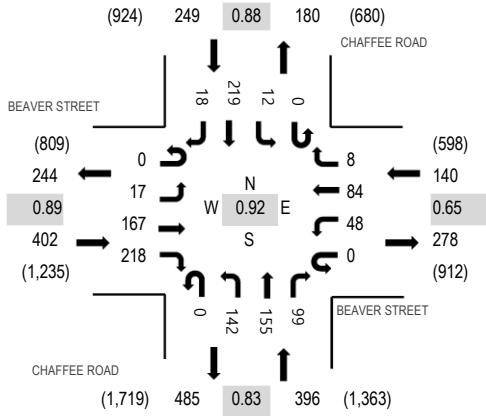 (924) 249 0.88 180 (680)
CHAFFEE ROAD
18 219 12 0
BEAVER STREET
(809) (598)
244 0 8 140
17 N 84
0.89 W 0.92 E 0.65
167 S 48
402 278
218 0
(1,235) (912)
0 142 155 99
BEAVER STREET
CHAFFEE ROAD
(1,719) 485 0.83 396 (1,363)